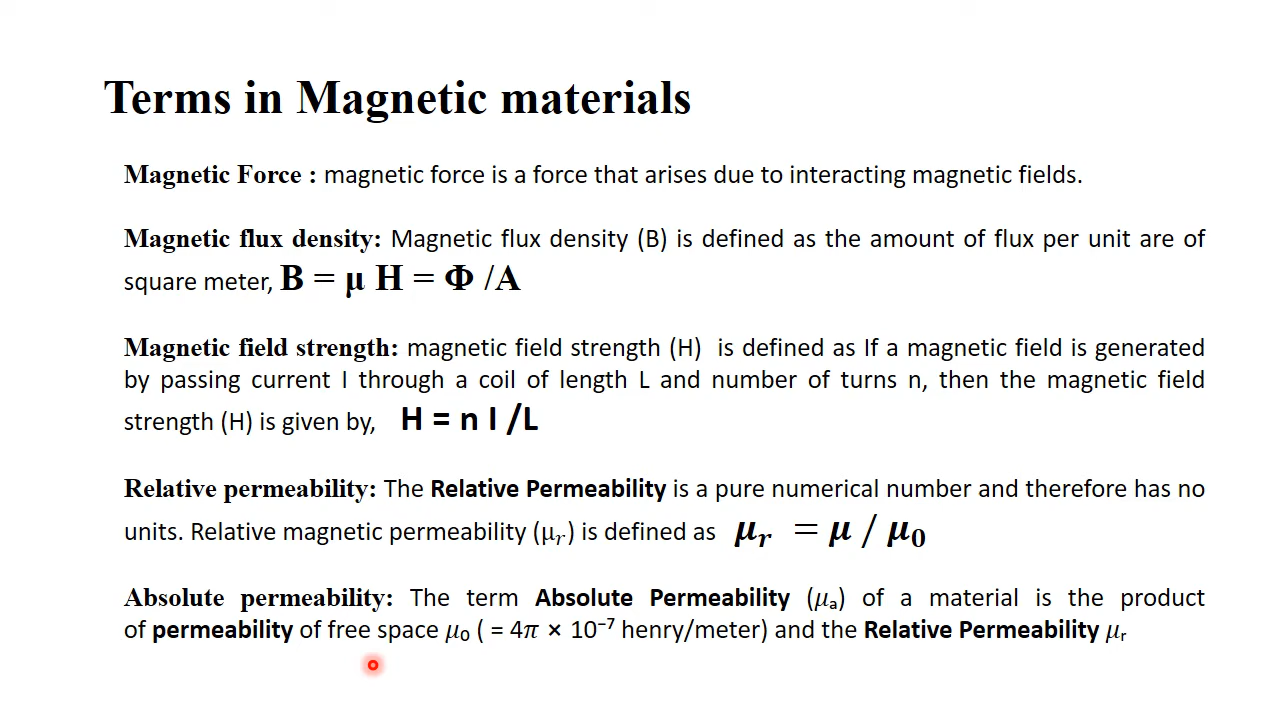 Terms in Magnetic materials
Magnetic Force : magnetic force is a force that arises due to interacting magnetic fields.
Magnetic flux density: Magnetic flux density (B) is defined as the amount of flux per unit are of
square meter, B = μ H = Φ /A
Magnetic field strength: magnetic field strength (H) is defined as If a magnetic field is generated
by passing current I through a coil of length L and number of turns n, then the magnetic field
strength (H) is given by, H = n I /L
Relative permeability: The Relative Permeability is a pure numerical number and therefore has no
units. Relative magnetic permeability (μᵣ) is defined as μᵣ = μ / μ₀
Absolute permeability: The term Absolute Permeability (μₐ) of a material is the product
of permeability of free space μ₀ ( = 4π × 10⁻⁷ henry/meter) and the Relative Permeability μᵣ